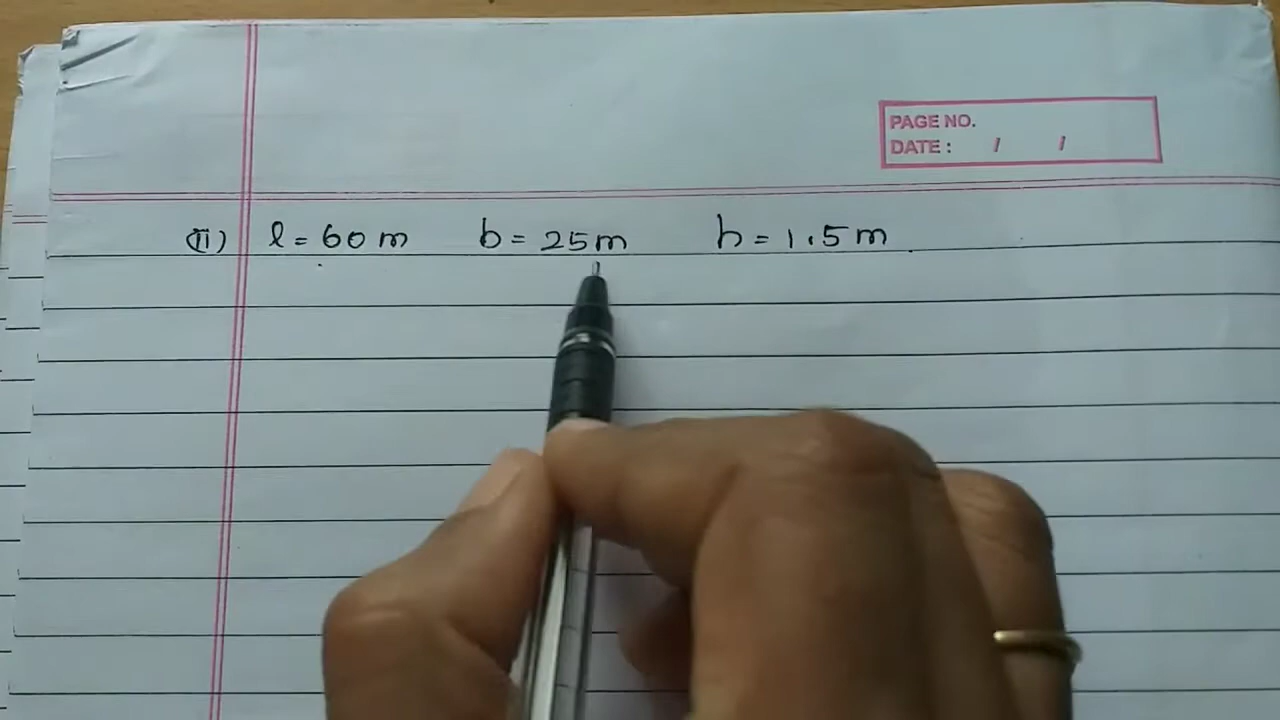 PAGE NO.
DATE : / /
(ii) l = 60 m b = 25 m h = 1.5 m